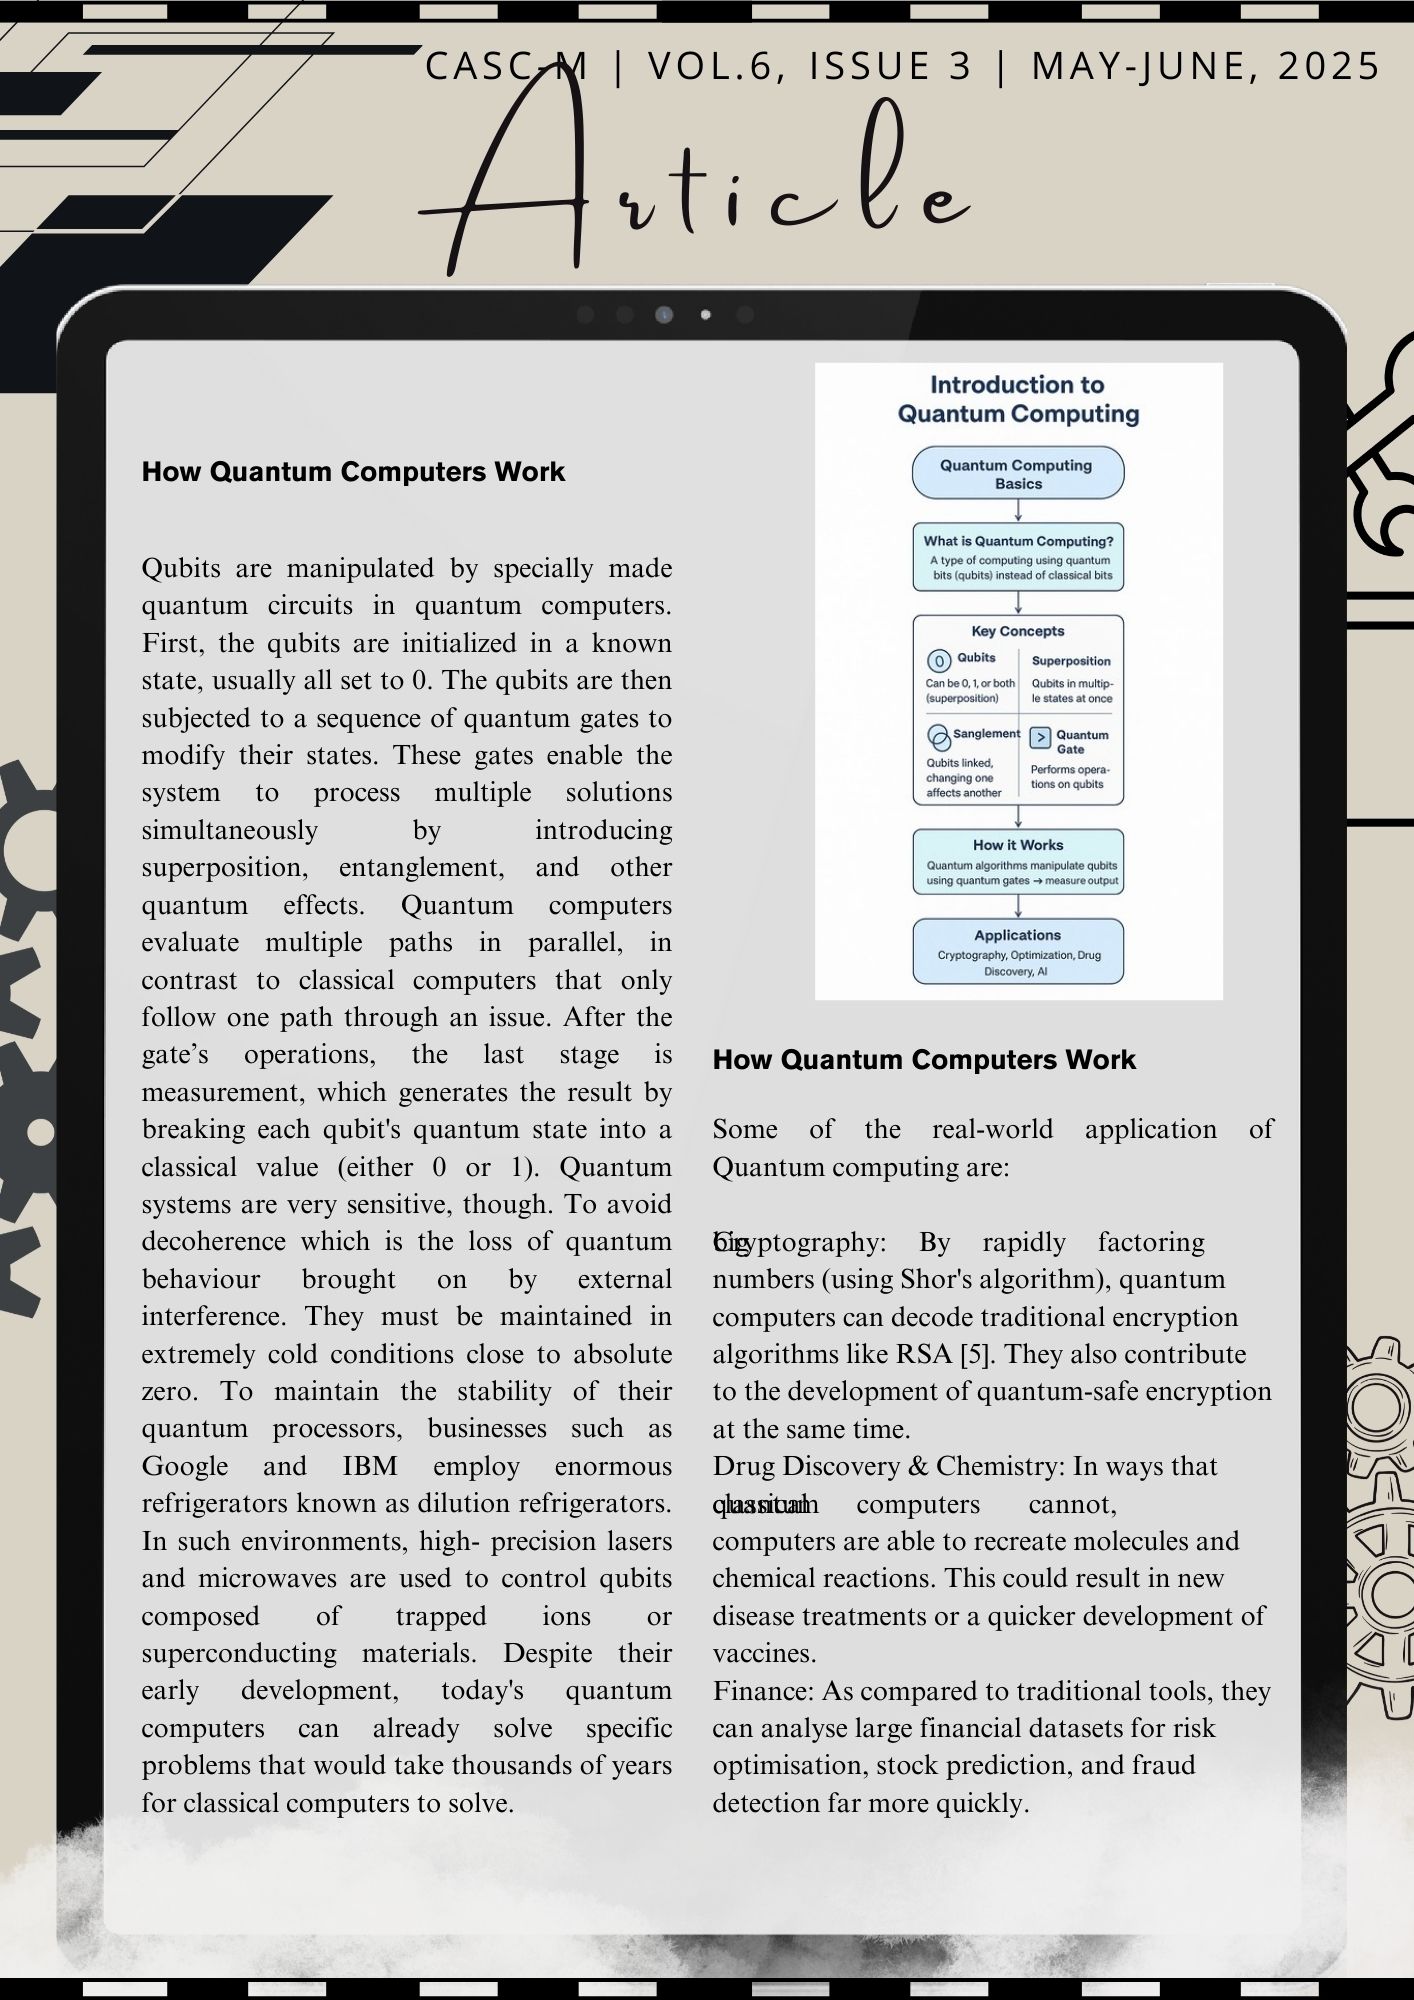 CASC-M | VOL.6, ISSUE 3 | MAY-JUNE, 2025
Article
How Quantum Computers Work
Qubits are manipulated by specially made
quantum circuits in quantum computers.
First, the qubits are initialized in a known
state, usually all set to 0. The qubits are then
subjected to a sequence of quantum gates to
modify their states. These gates enable the
system to process multiple solutions
simultaneously by introducing
superposition, entanglement, and other
quantum effects. Quantum computers
evaluate multiple paths in parallel, in
contrast to classical computers that only
follow one path through an issue. After the
gate’s operations, the last stage is
measurement, which generates the result by
breaking each qubit's quantum state into a
classical value (either 0 or 1). Quantum
systems are very sensitive, though. To avoid
decoherence which is the loss of quantum
behaviour brought on by external
interference. They must be maintained in
extremely cold conditions close to absolute
zero. To maintain the stability of their
quantum processors, businesses such as
Google and IBM employ enormous
refrigerators known as dilution refrigerators.
In such environments, high- precision lasers
and microwaves are used to control qubits
composed of trapped ions or
superconducting materials. Despite their
early development, today's quantum
computers can already solve specific
problems that would take thousands of years
for classical computers to solve.
Introduction to
Quantum Computing
Quantum Computing
Basics
What is Quantum Computing?
A type of computing using quantum
bits (qubits) instead of classical bits
Key Concepts
0 Qubits
Can be 0, 1, or both
(superposition)
Superposition
Qubits in multip-
le states at once
Sanglement
Qubits linked,
changing one
affects another
> Quantum
Gate
Performs opera-
tions on qubits
How it Works
Quantum algorithms manipulate qubits
using quantum gates → measure output
Applications
Cryptography, Optimization, Drug
Discovery, AI
How Quantum Computers Work
Some of the real-world application of
Quantum computing are:
Cryptography: By rapidly factoring
big
numbers (using Shor's algorithm), quantum
computers can decode traditional encryption
algorithms like RSA [5]. They also contribute
to the development of quantum-safe encryption
at the same time.
Drug Discovery & Chemistry: In ways that
classical computers cannot,
quantum
computers are able to recreate molecules and
chemical reactions. This could result in new
disease treatments or a quicker development of
vaccines.
Finance: As compared to traditional tools, they
can analyse large financial datasets for risk
optimisation, stock prediction, and fraud
detection far more quickly.